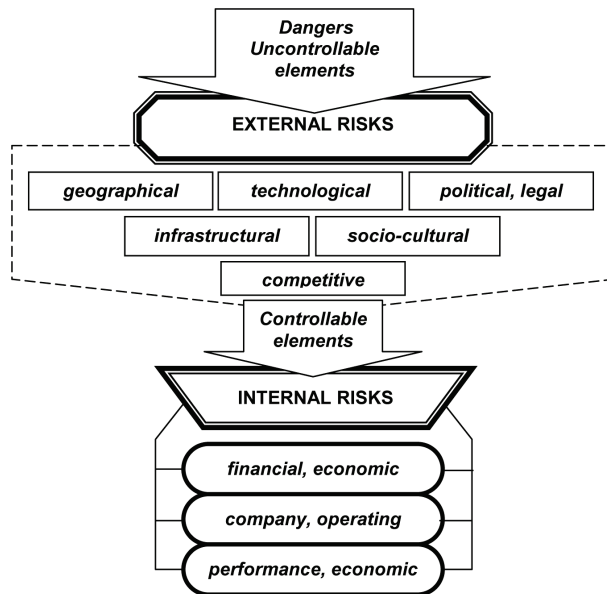 Dangers
Uncontrollable
elements
EXTERNAL RISKS
geographical
technological
political, legal
infrastructural
socio-cultural
competitive
Controllable
elements
INTERNAL RISKS
financial, economic
company, operating
performance, economic